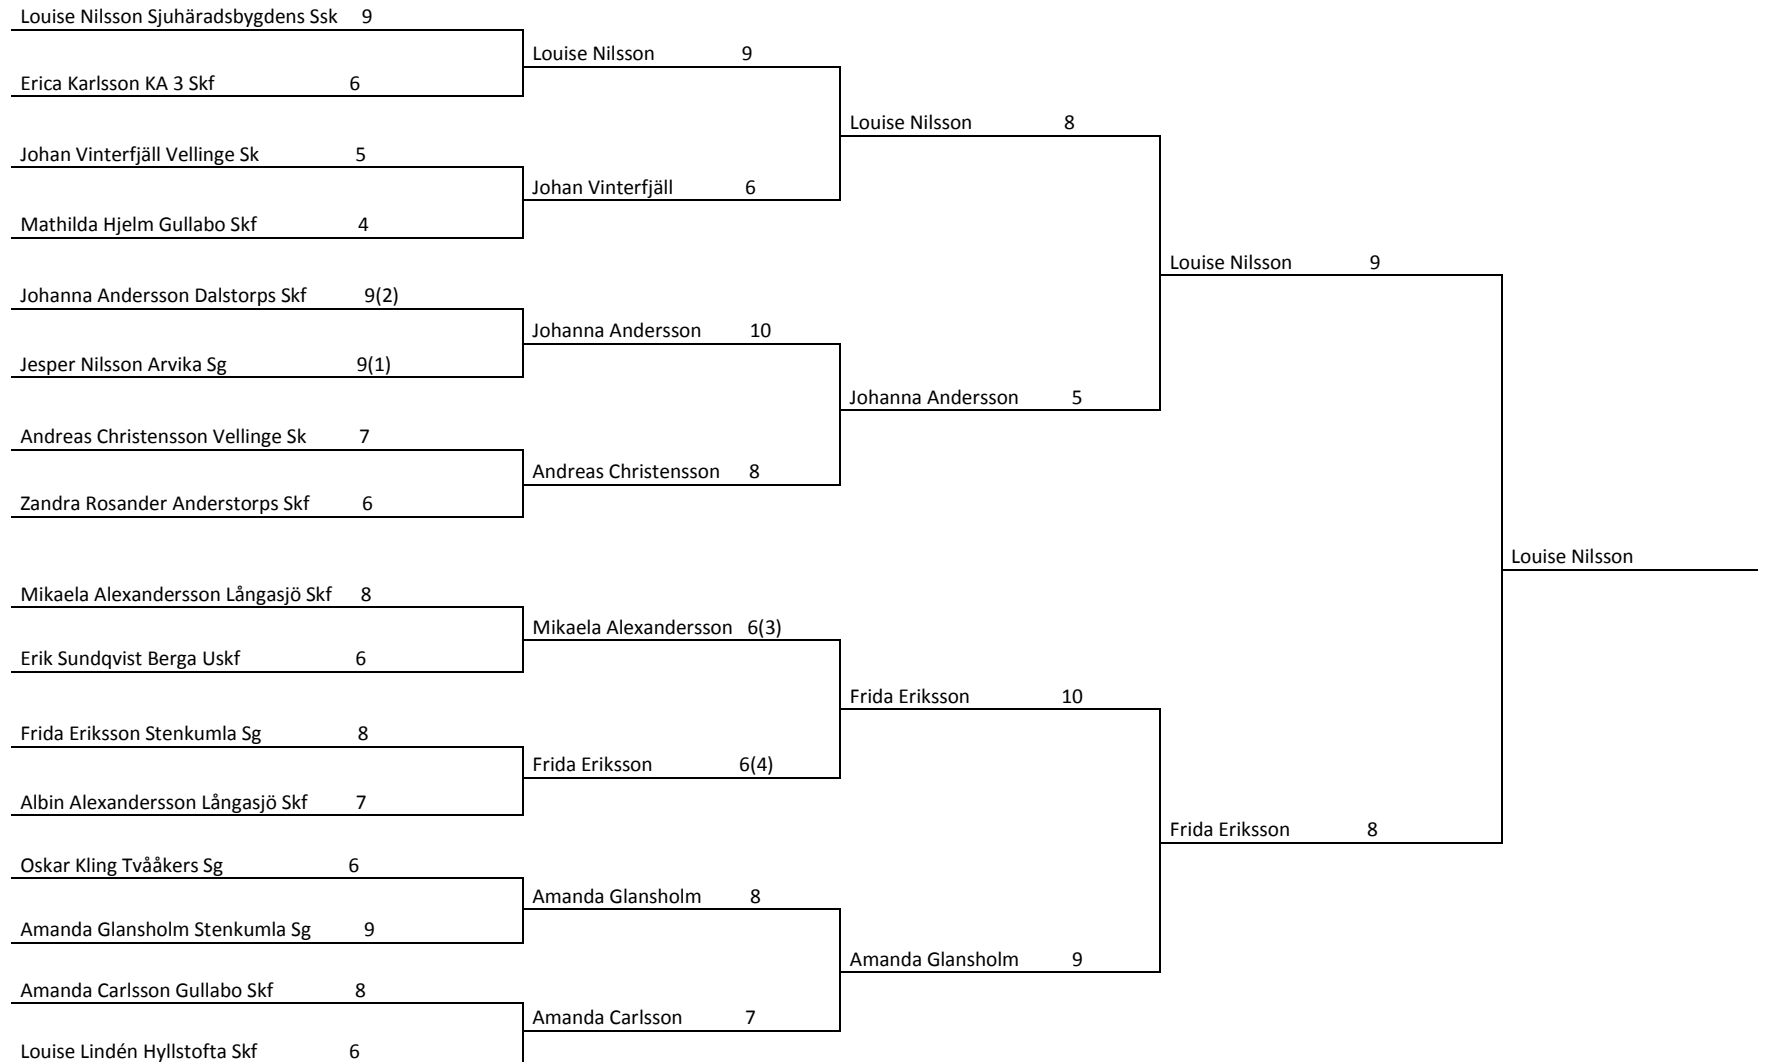 Louise Nilsson Sjuhäradsbygdens Ssk 9
Louise Nilsson 9
Erica Karlsson KA 3 Skf 6
Louise Nilsson 8
Johan Vinterfjäll Vellinge Sk 5
Johan Vinterfjäll 6
Mathilda Hjelm Gullabo Skf 4
Louise Nilsson 9
Johanna Andersson Dalstorps Skf 9(2)
Johanna Andersson 10
Jesper Nilsson Arvika Sg 9(1)
Johanna Andersson 5
Andreas Christensson Vellinge Sk 7
Andreas Christensson 8
Zandra Rosander Anderstorps Skf 6
Louise Nilsson
Mikaela Alexandersson Långasjö Skf 8
Mikaela Alexandersson 6(3)
Erik Sundqvist Berga Uskf 6
Frida Eriksson 10
Frida Eriksson Stenkumla Sg 8
Frida Eriksson 6(4)
Albin Alexandersson Långasjö Skf 7
Frida Eriksson 8
Oskar Kling Tvååkers Sg 6
Amanda Glansholm 8
Amanda Glansholm Stenkumla Sg 9
Amanda Glansholm 9
Amanda Carlsson Gullabo Skf 8
Amanda Carlsson 7
Louise Lindén Hyllstofta Skf 6